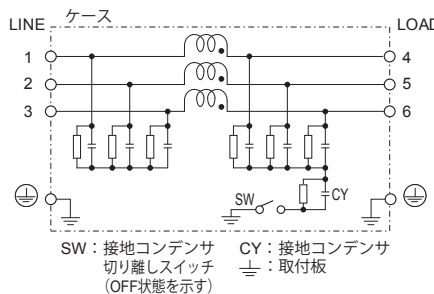 ケース
LINE
LOAD
1
4
2
5
3
6
SW
CY
SW：接地コンデンサ
切り離しスイッチ
（OFF状態を示す）
CY：接地コンデンサ
：取付板